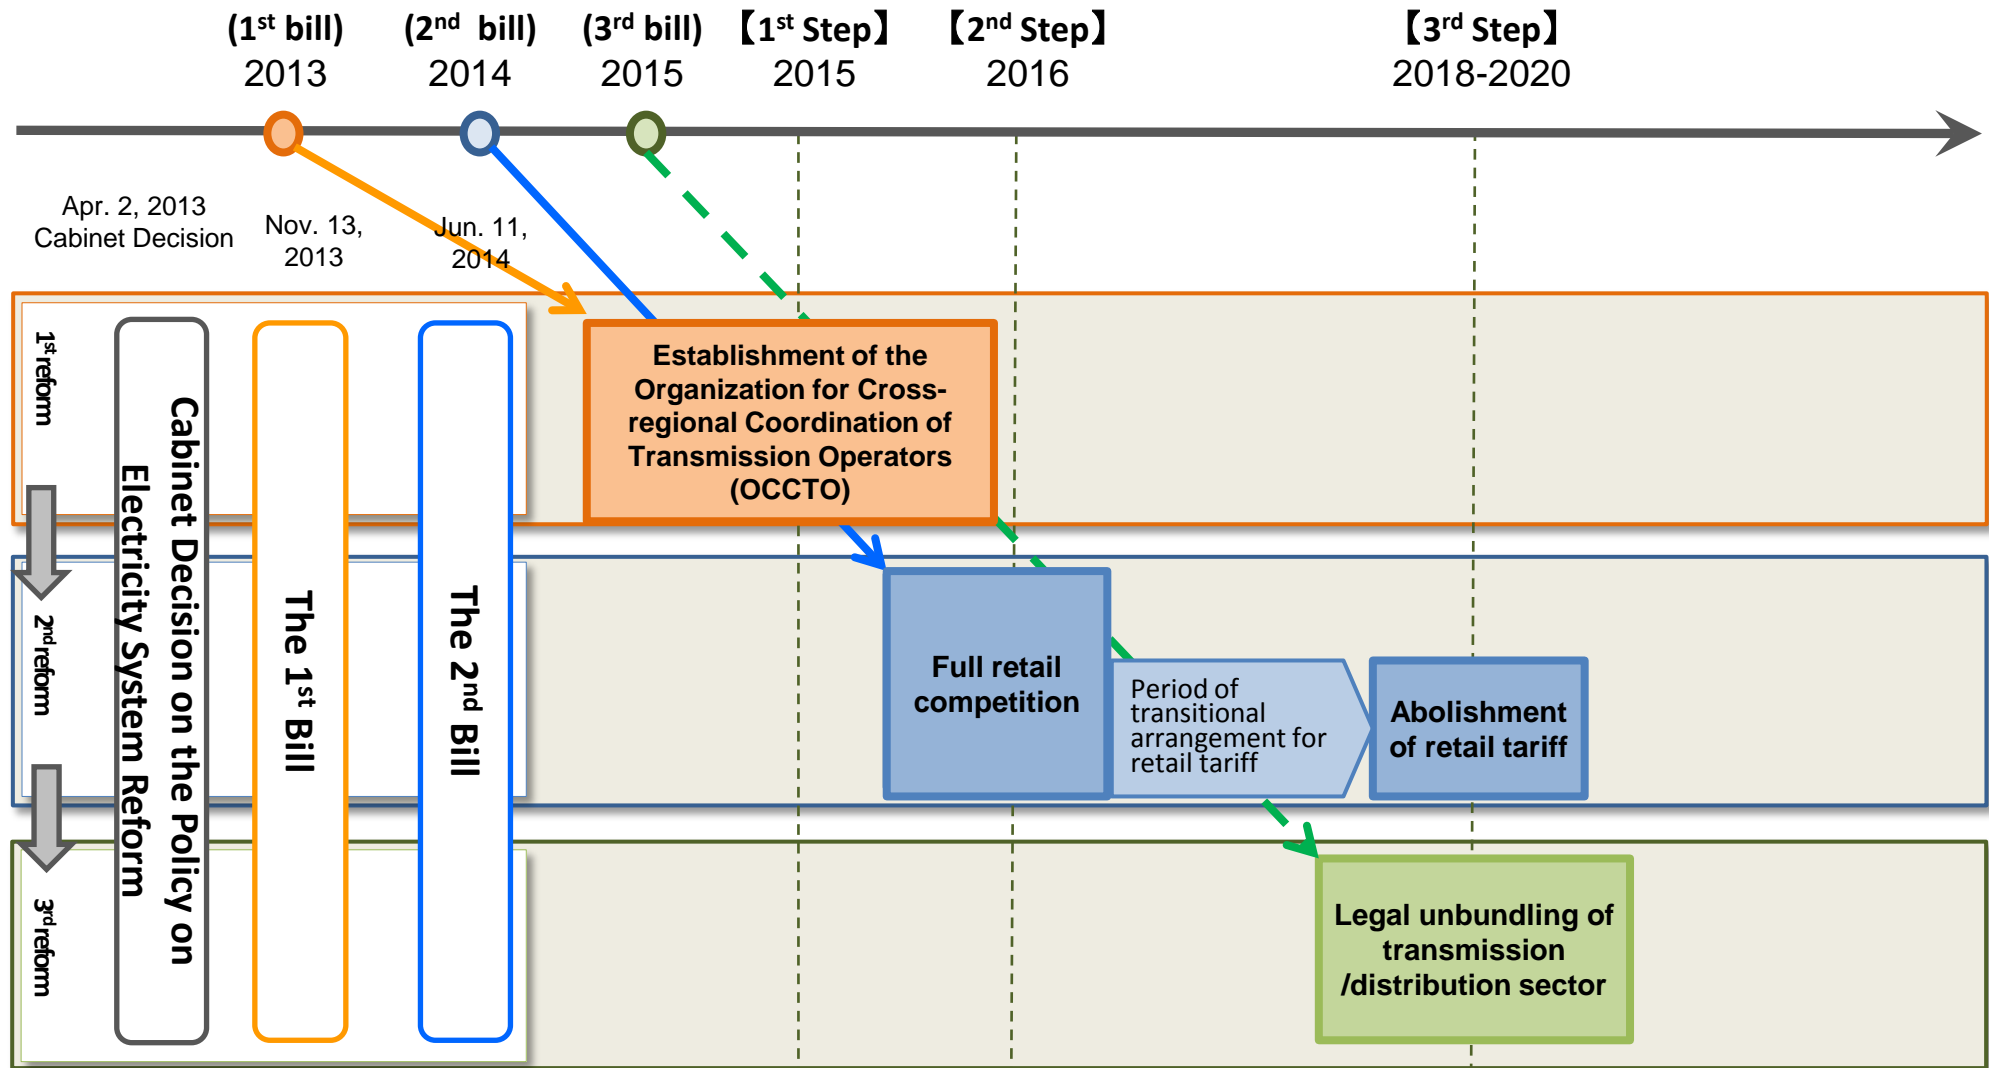 (1st bill) (2nd bill) (3rd bill) 【1st Step】 【2nd Step】 【3rd Step】
2013 2014 2015 2015 2016 2018-2020
Apr. 2, 2013
Cabinet Decision
Nov. 13,
2013
Jun. 11,
2014
1st reform
2nd reform
3rd reform
Cabinet Decision on the Policy on
Electricity System Reform
The 1st Bill
The 2nd Bill
Establishment of the
Organization for Cross-
regional Coordination of
Transmission Operators
(OCCTO)
Full retail
competition
Period of
transitional
arrangement for
retail tariff
Abolishment
of retail tariff
Legal unbundling of
transmission
/distribution sector